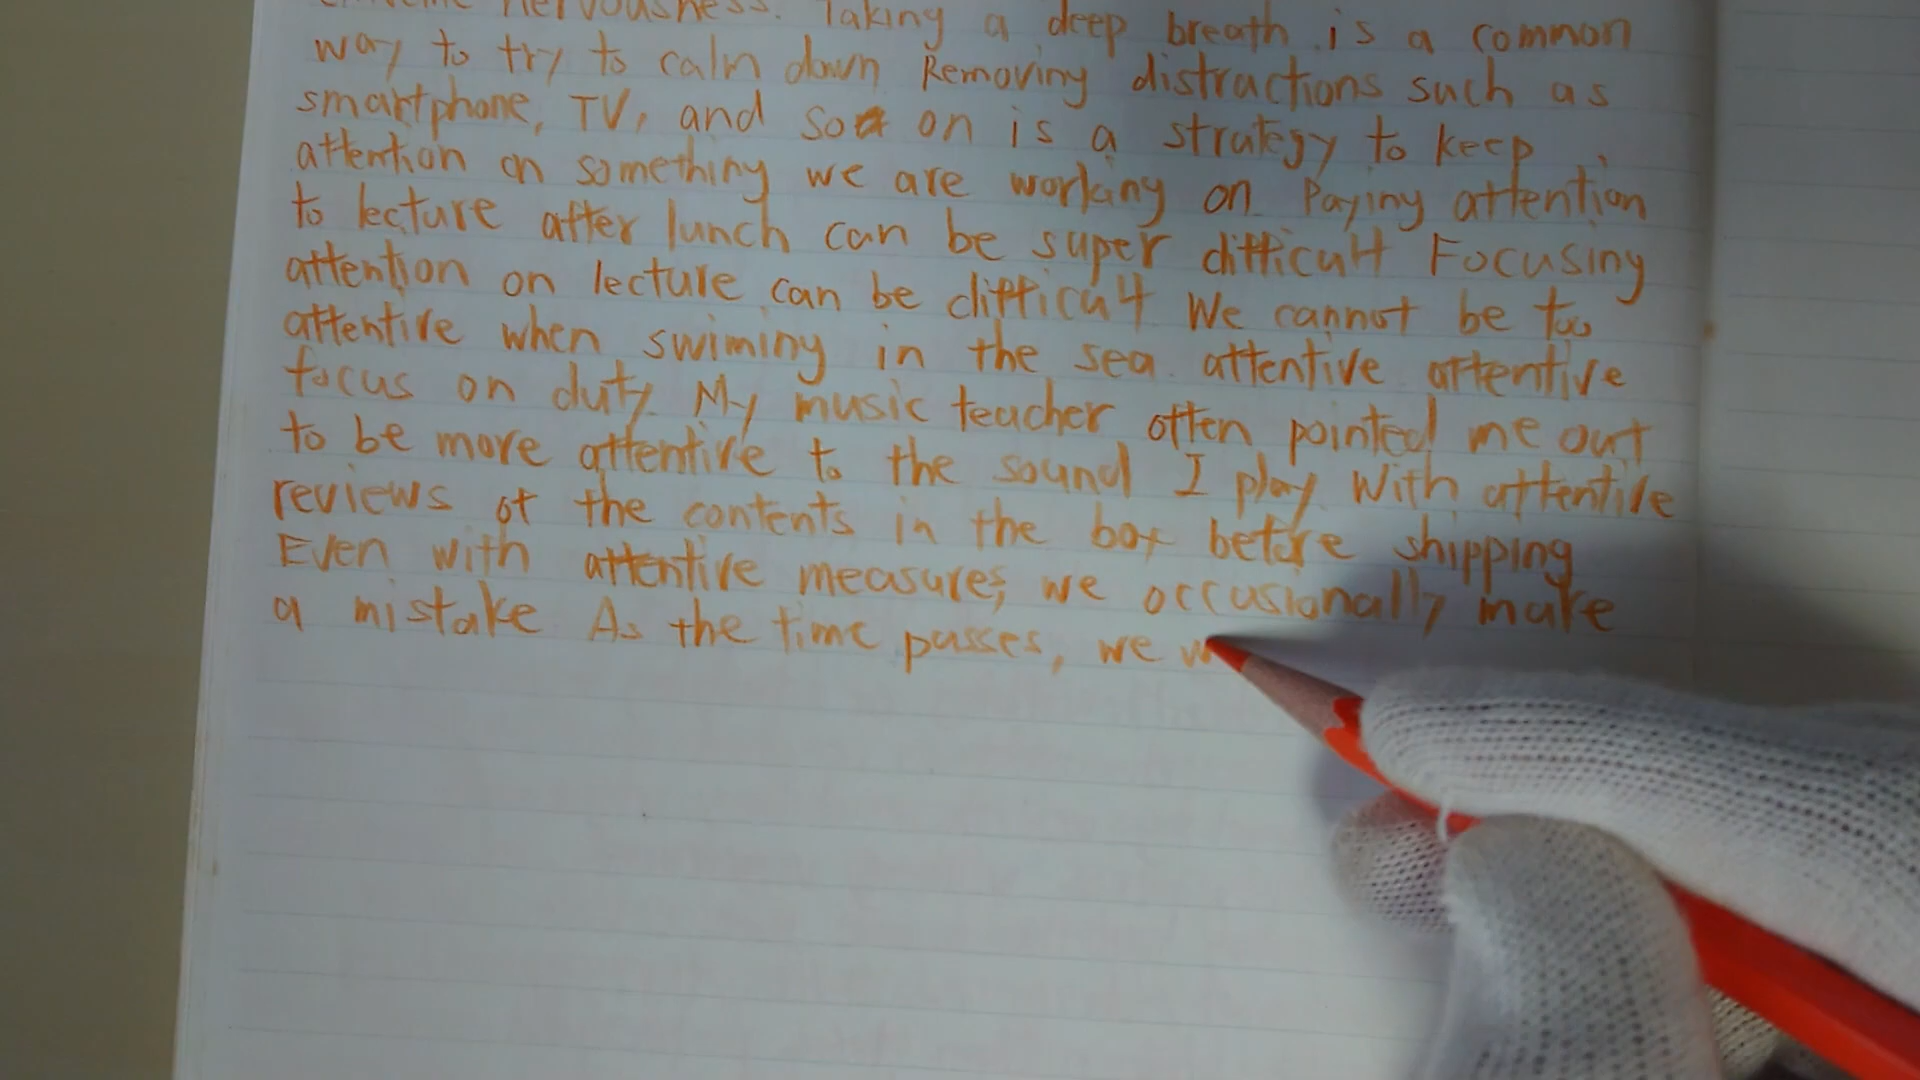 nervousness. Taking a deep breath is a common
way to try to calm down Removing distractions such as
smartphone, TV, and so on is a strategy to keep
attention on something we are working on. Paying attention
to lecture after lunch can be super difficult Focusing
attention on lecture can be difficult We cannot be too
attentive when swiming in the sea. attentive attentive
focus on duty. My music teacher often pointed me out
to be more attentive to the sound I play. With attentive
reviews of the contents in the box before shipping
Even with attentive measures, we occusionally make
a mistake As the time passes, we w